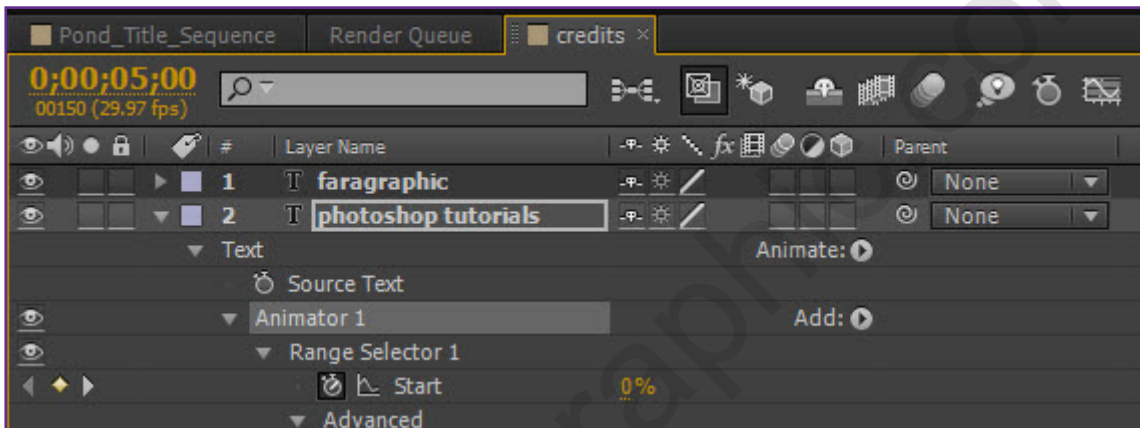 Pond_Title_Sequence Render Queue credits ×
0;00;05;00
00150 (29.97 fps)
# Layer Name fx Parent
1 T faragraphic None
2 T photoshop tutorials None
Text Animate:
Source Text
Animator 1 Add:
Range Selector 1
Start 0%
Advanced